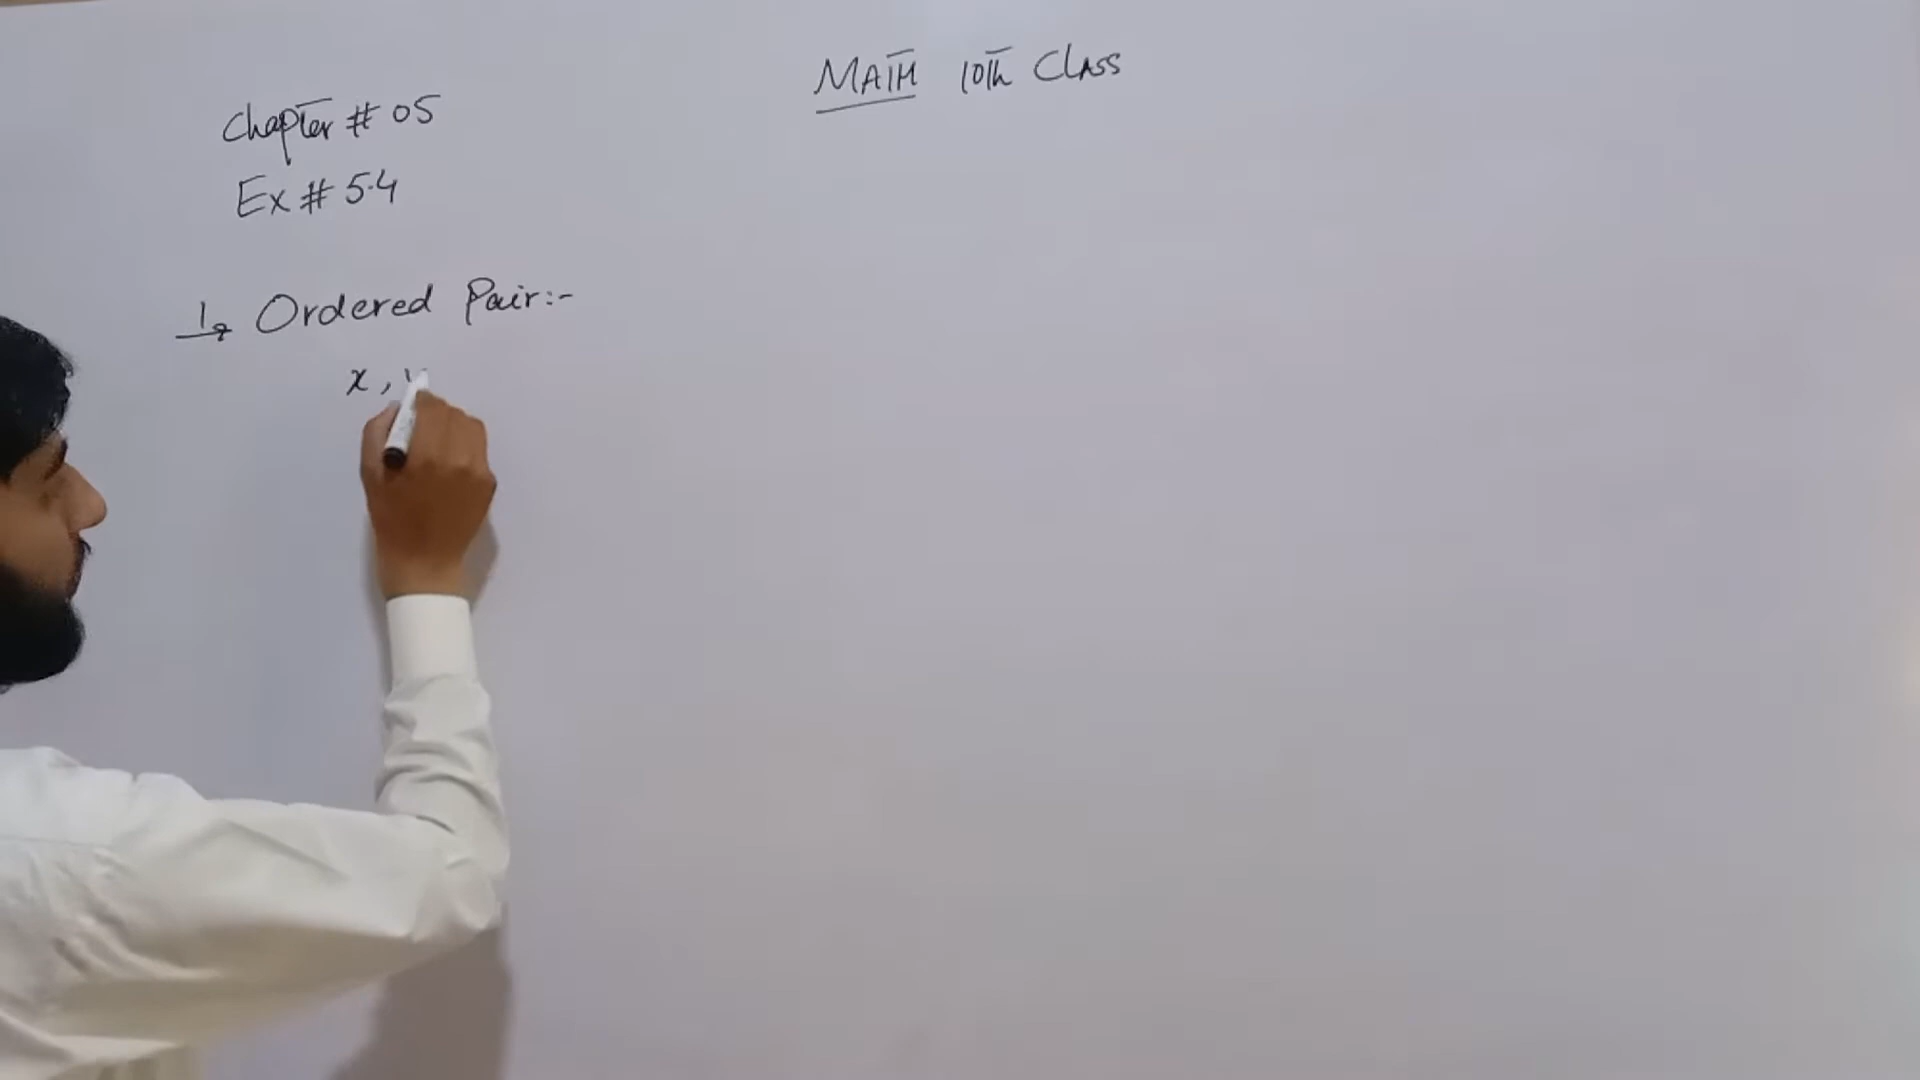 MATH 10th Class
Chapter # 05
Ex # 5.4
1, Ordered Pair:-
x,